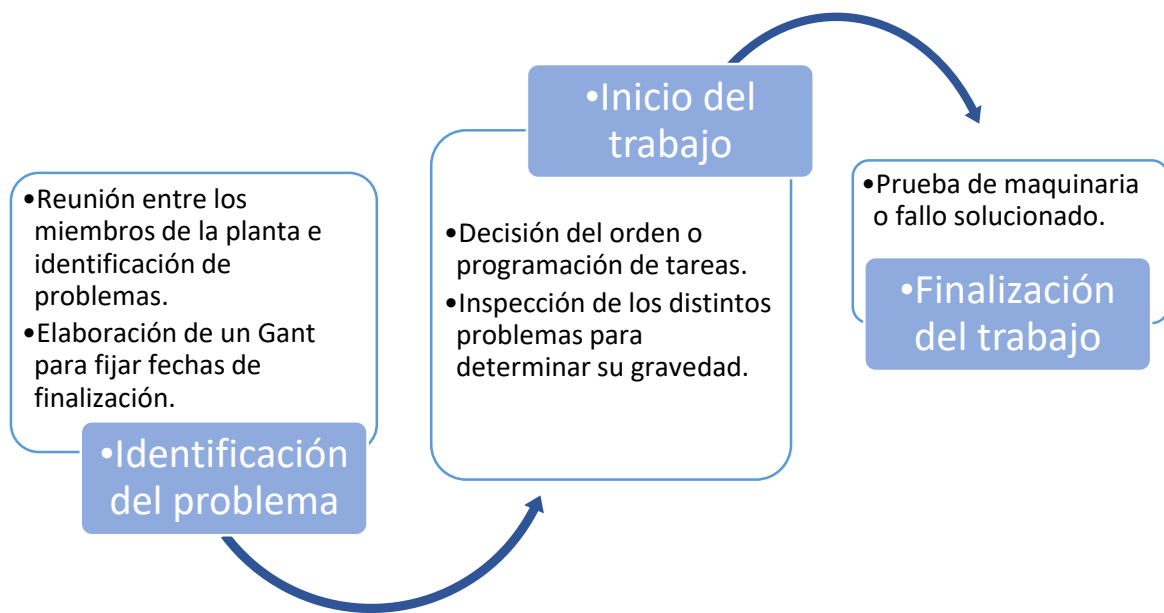 •Reunión entre los
miembros de la planta e
identificación de
problemas.
•Elaboración de un Gant
para fijar fechas de
finalización.
•Identificación
del problema
•Inicio del
trabajo
•Decisión del orden o
programación de tareas.
•Inspección de los distintos
problemas para
determinar su gravedad.
•Prueba de maquinaria
o fallo solucionado.
•Finalización
del trabajo